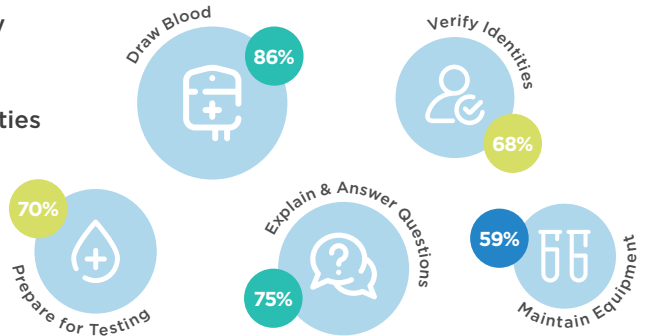 Draw Blood
86%
Verify Identities
68%
70%
Prepare for Testing
Explain & Answer Questions
75%
59%
Maintain Equipment